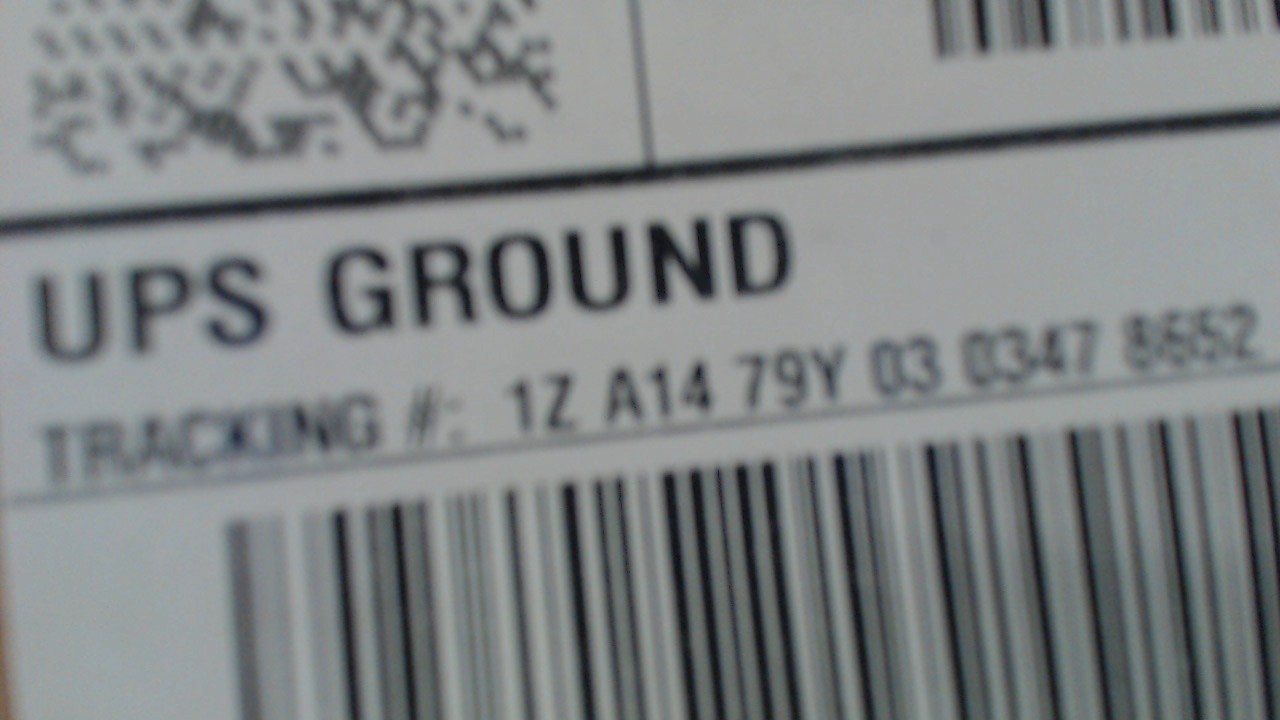 UPS GROUND
TRACKING #: 1Z A14 79Y 03 0347 8652